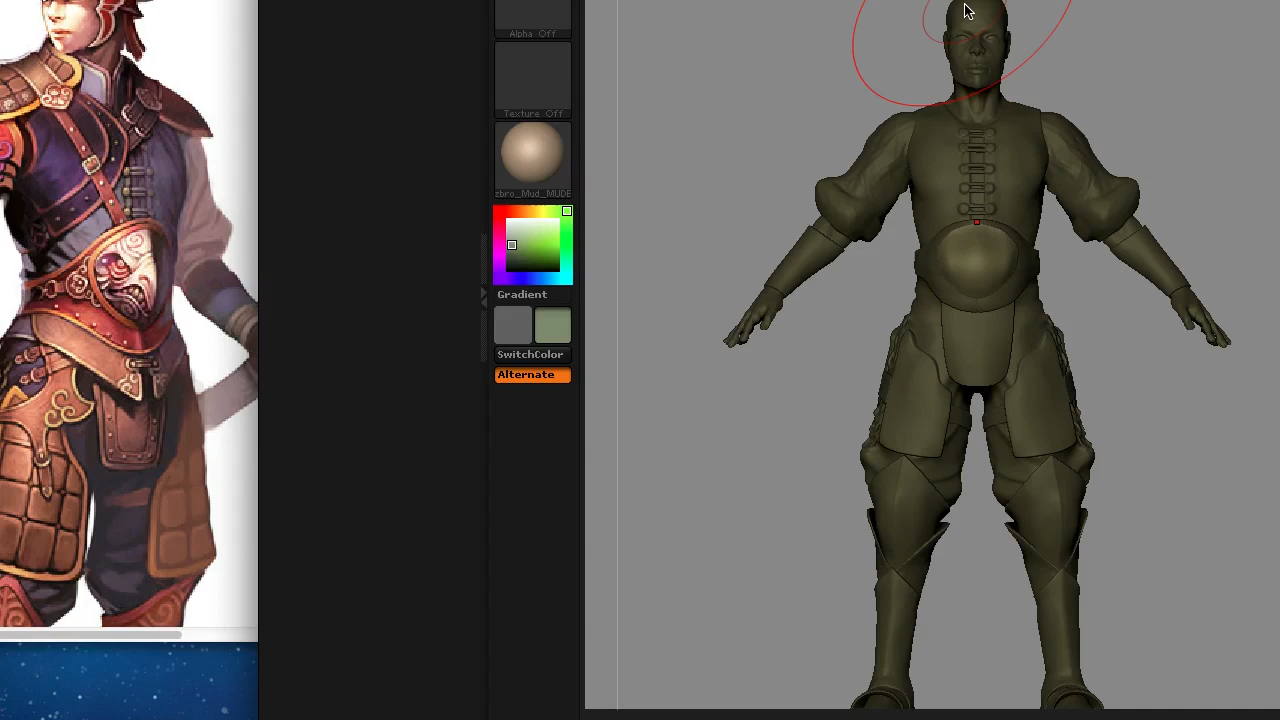 Alpha Off
Texture Off
zbro_Mud_MUDE
Gradient
SwitchColor
Alternate